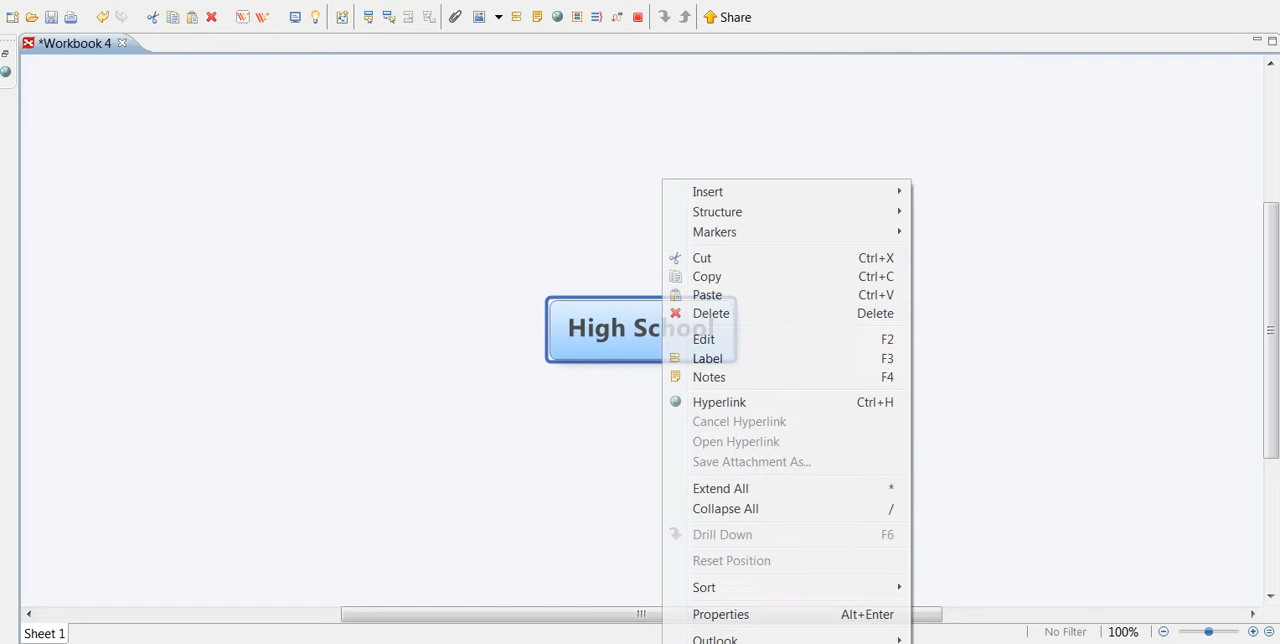 Share
*Workbook 4
Insert
Structure
Markers
Cut Ctrl+X
Copy Ctrl+C
Paste Ctrl+V
Delete Delete
High School
Edit F2
Label F3
Notes F4
Hyperlink Ctrl+H
Cancel Hyperlink
Open Hyperlink
Save Attachment As...
Extend All *
Collapse All /
Drill Down F6
Reset Position
Sort
Properties Alt+Enter
Outlook
Sheet 1
No Filter 100%